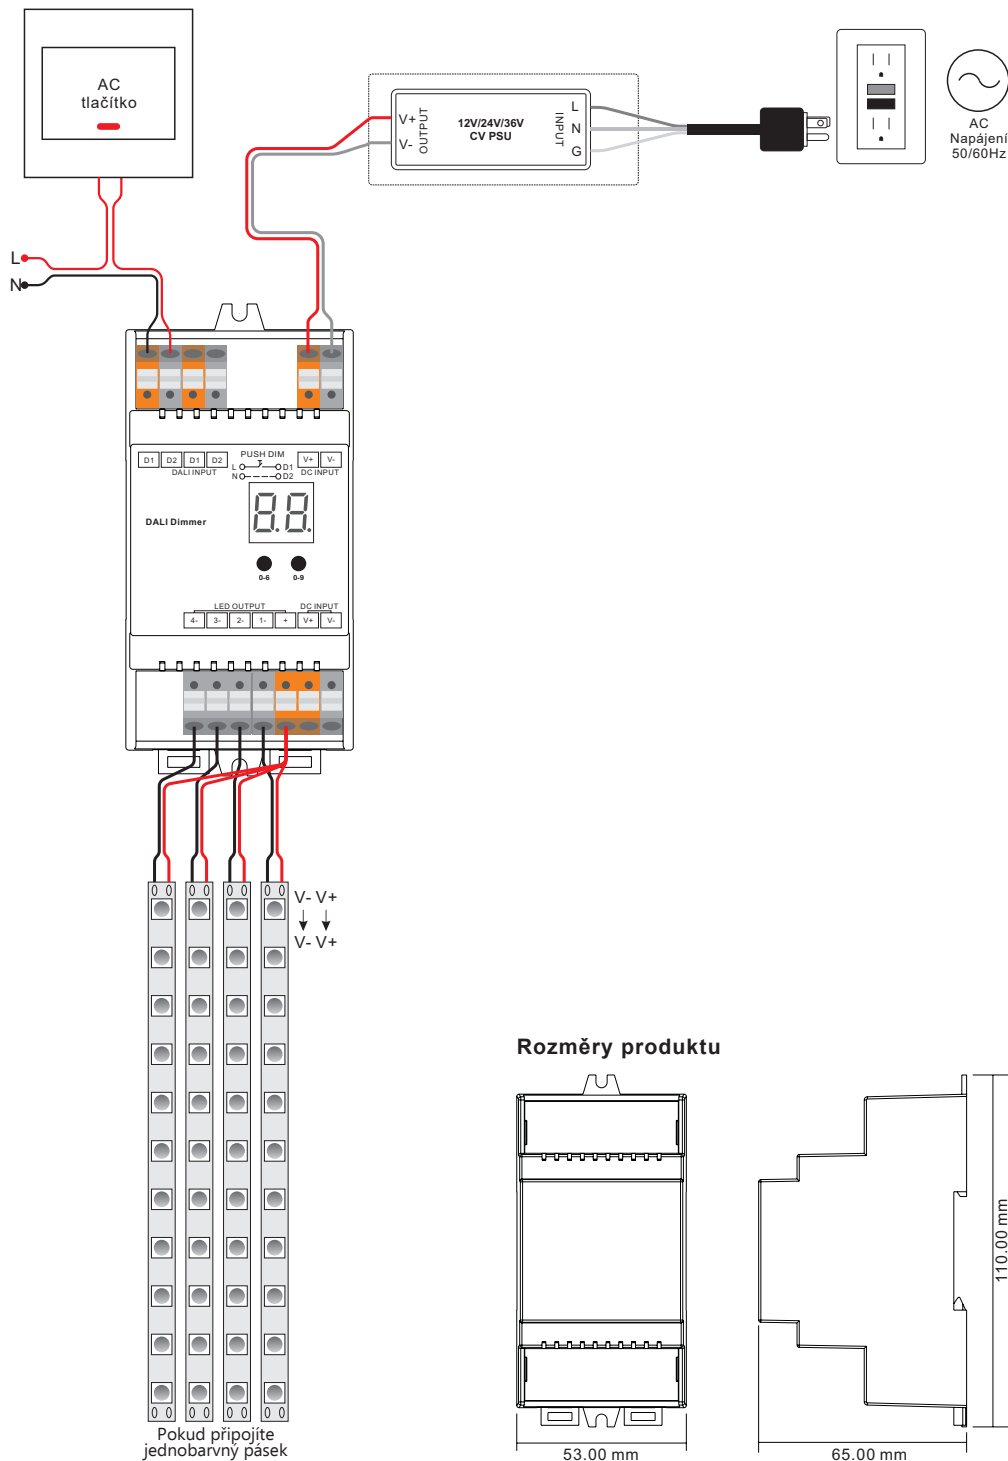 AC
tlačítko
L
N
V+
V-
OUTPUT
12V/24V/36V
CV PSU
INPUT
L
N
G
AC
Napájení
50/60Hz
D1 D2 D1 D2
DALI INPUT
PUSH DIM
L D1
N D2
V+ V-
DC INPUT
8.8.
DALI Dimmer
0-6 0-9
LED OUTPUT DC INPUT
4- 3- 2- 1- + V+ V-
V- V+
V- V+
Pokud připojíte
jednobarvný pásek
Rozměry produktu
110.00 mm
53.00 mm
65.00 mm